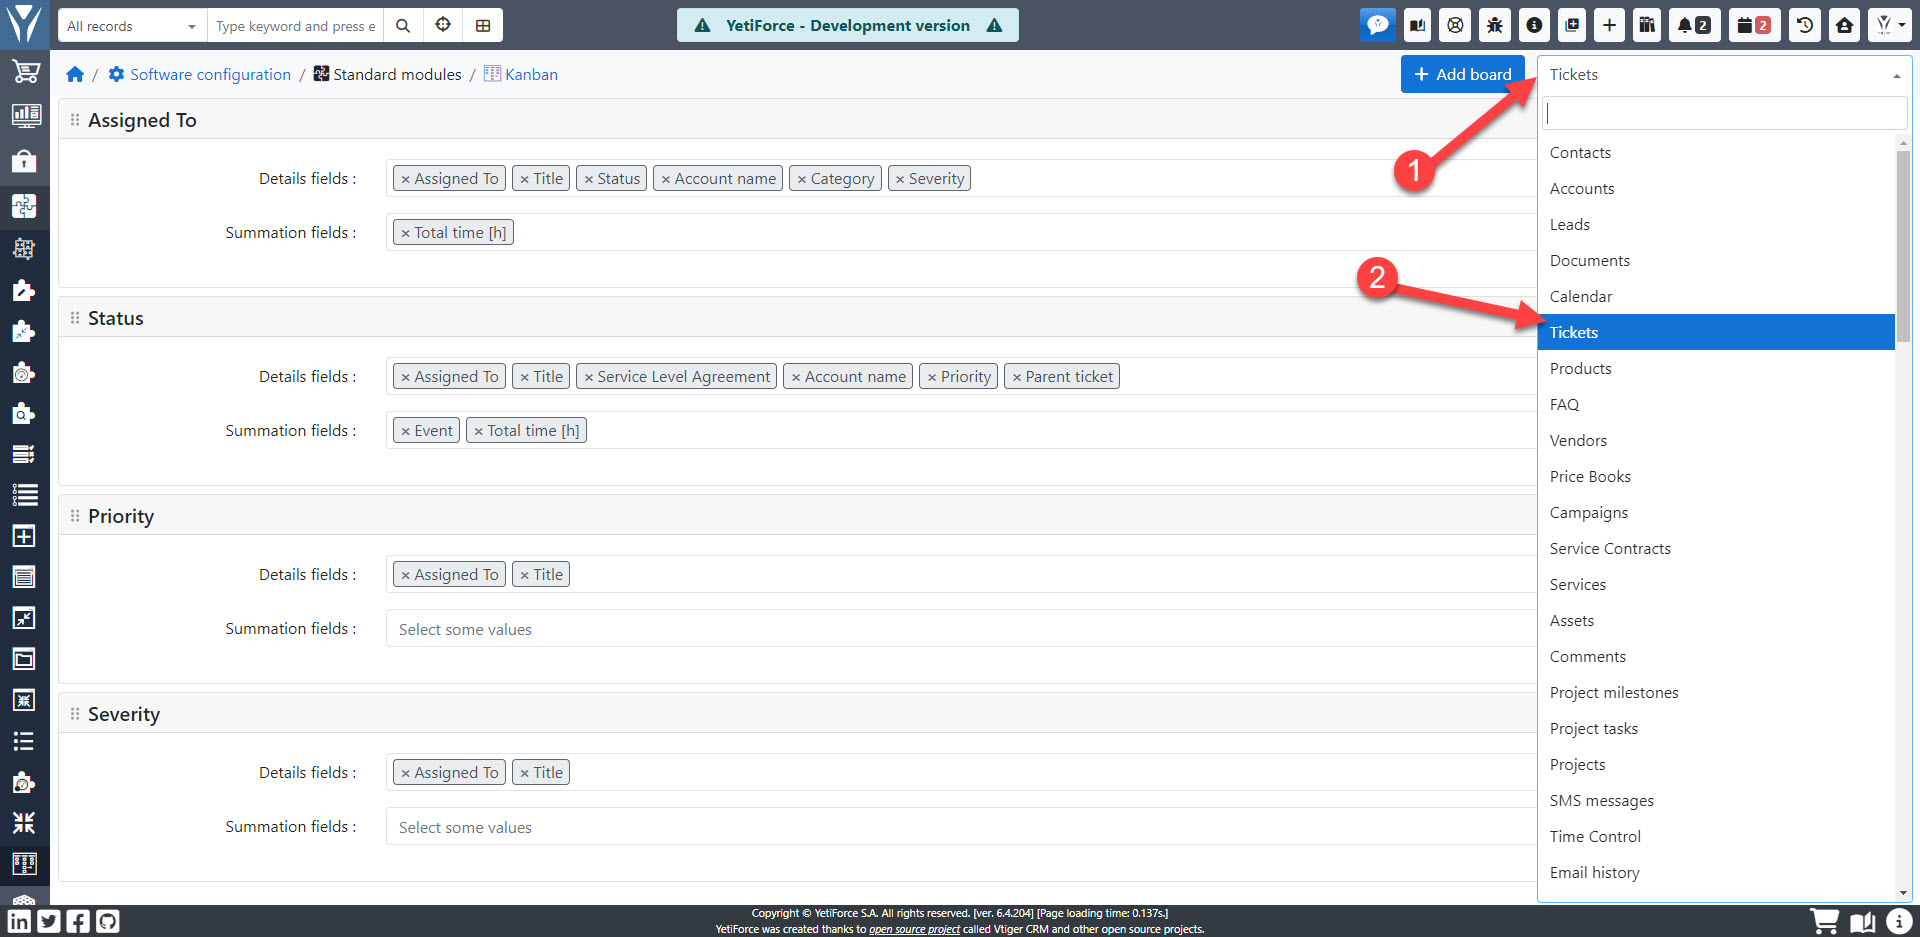 All records
Type keyword and press e
YetiForce - Development version
2
2
/ Software configuration / Standard modules / Kanban
+ Add board
Tickets
Assigned To
Details fields :
× Assigned To × Title × Status × Account name × Category × Severity
Summation fields :
× Total time [h]
Status
Details fields :
× Assigned To × Title × Service Level Agreement × Account name × Priority × Parent ticket
Summation fields :
× Event × Total time [h]
Priority
Details fields :
× Assigned To × Title
Summation fields :
Select some values
Severity
Details fields :
× Assigned To × Title
Summation fields :
Select some values
1
2
Contacts
Accounts
Leads
Documents
Calendar
Tickets
Products
FAQ
Vendors
Price Books
Campaigns
Service Contracts
Services
Assets
Comments
Project milestones
Project tasks
Projects
SMS messages
Time Control
Email history
Copyright © YetiForce S.A. All rights reserved. [ver. 6.4.204] [Page loading time: 0.137s.]
YetiForce was created thanks to open source project called Vtiger CRM and other open source projects.